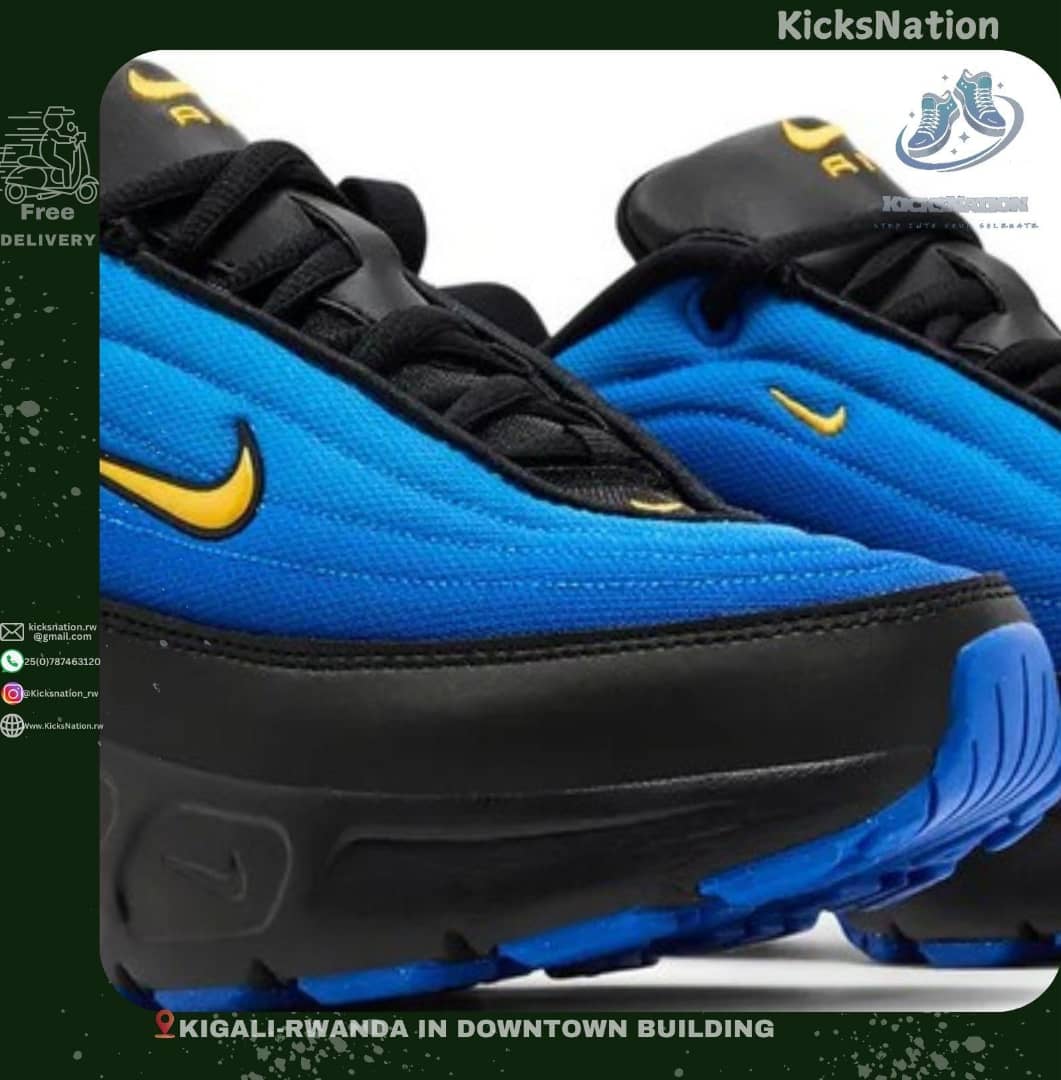 KicksNation
Free
DELIVERY
KICKSNATION
kicksnation.rw
@gmail.com
25(0)787463120
@Kicksnation_rw
Www.KicksNation.rw
KIGALI-RWANDA IN DOWNTOWN BUILDING